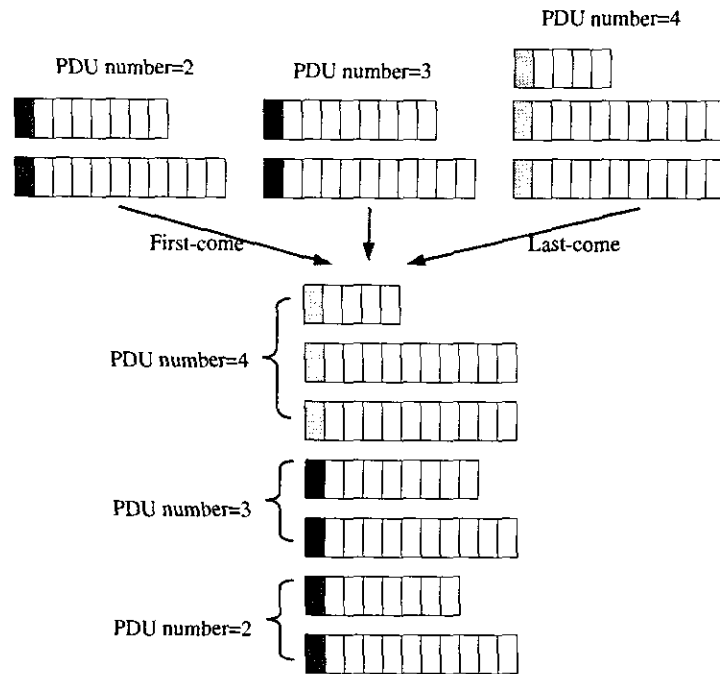 PDU number=4
PDU number=2
PDU number=3
First-come
Last-come
PDU number=4
PDU number=3
PDU number=2